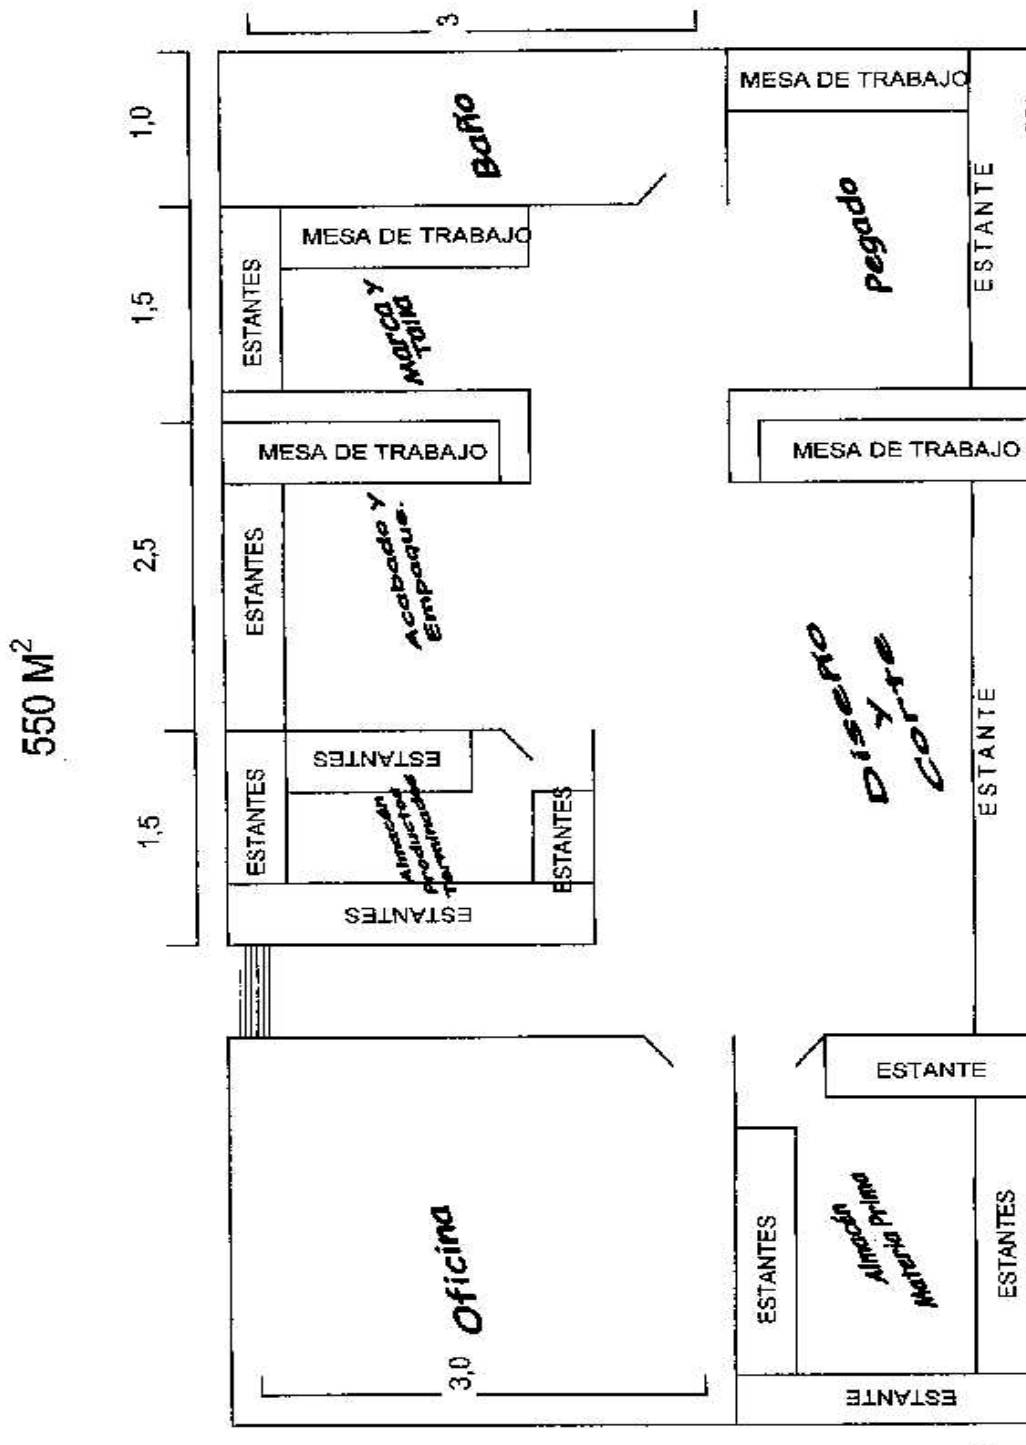 550 M²
1,5
2,5
1,5
1,0
3
3,0
Oficina
ESTANTES
ESTANTES
ESTANTES
ESTANTES
Almacén
Productos
Producidos
Terminados
ESTANTES
Acabado y
Empaque.
MESA DE TRABAJO
ESTANTES
Marca y
Talla
MESA DE TRABAJO
Baño
ESTANTE
ESTANTES
Almacén
Materia Prima
ESTANTES
ESTANTE
Diseño
y
Corte
ESTANTE
MESA DE TRABAJO
Pegado
ESTANTE
MESA DE TRABAJO